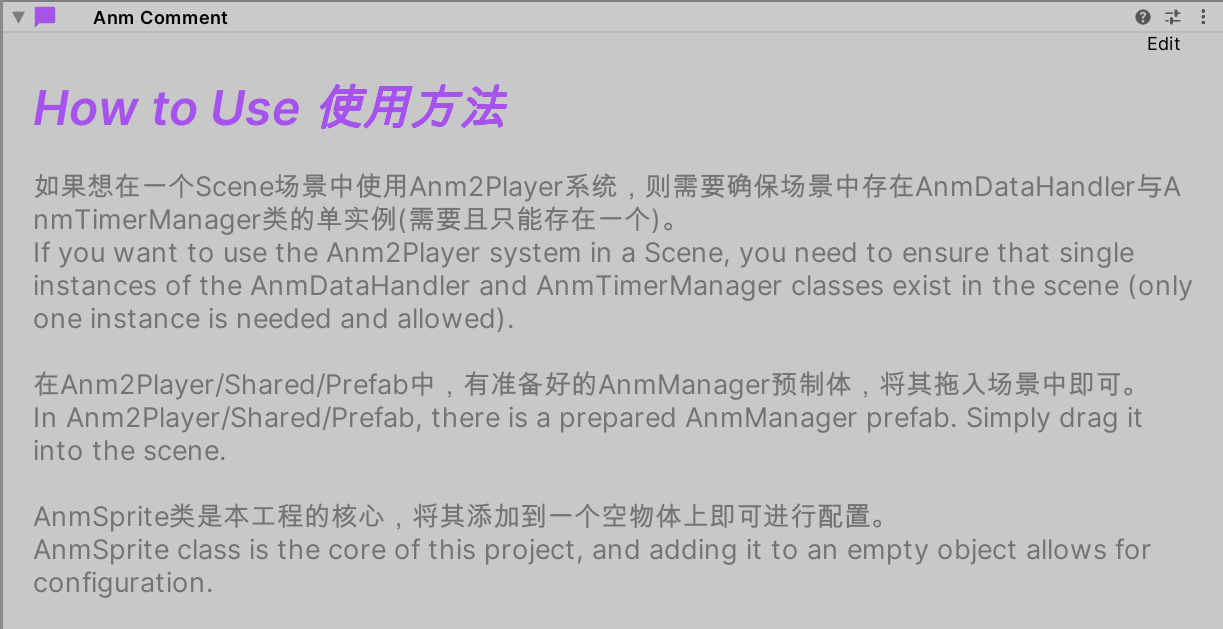 Anm Comment
Edit
How to Use 使用方法
如果想在一个Scene场景中使用Anm2Player系统，则需要确保场景中存在AnmDataHandler与A
nmTimerManager类的单实例(需要且只能存在一个)。
If you want to use the Anm2Player system in a Scene, you need to ensure that single
instances of the AnmDataHandler and AnmTimerManager classes exist in the scene (only
one instance is needed and allowed).
在Anm2Player/Shared/Prefab中，有准备好的AnmManager预制体，将其拖入场景中即可。
In Anm2Player/Shared/Prefab, there is a prepared AnmManager prefab. Simply drag it
into the scene.
AnmSprite类是本工程的核心，将其添加到一个空物体上即可进行配置。
AnmSprite class is the core of this project, and adding it to an empty object allows for
configuration.